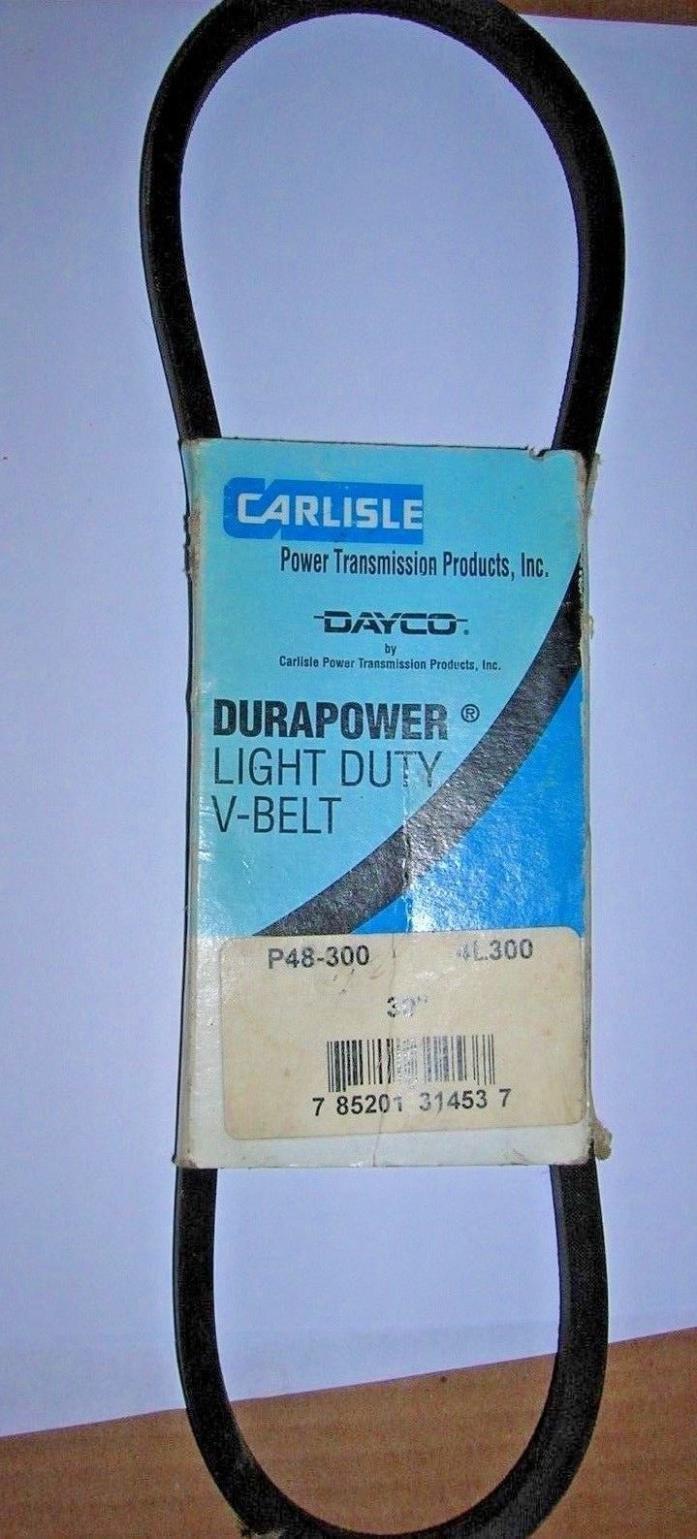 CARLISLE
Power Transmission Products, Inc.
DAYCO.
by
Carlisle Power Transmission Products, Inc.
DURAPOWER ®
LIGHT DUTY
V-BELT
P48-300 4L300
30"
7 85201 31453 7